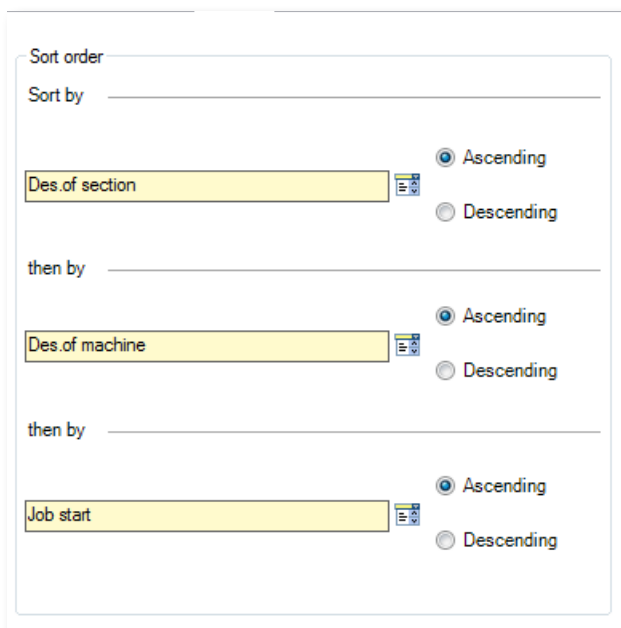 Sort order
Sort by
Ascending
Des.of section
Descending
then by
Ascending
Des.of machine
Descending
then by
Ascending
Job start
Descending